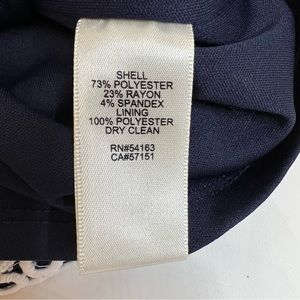 SHELL
73% POLYESTER
23% RAYON
4% SPANDEX
LINING
100% POLYESTER
DRY CLEAN
RN#54163
CA#57151